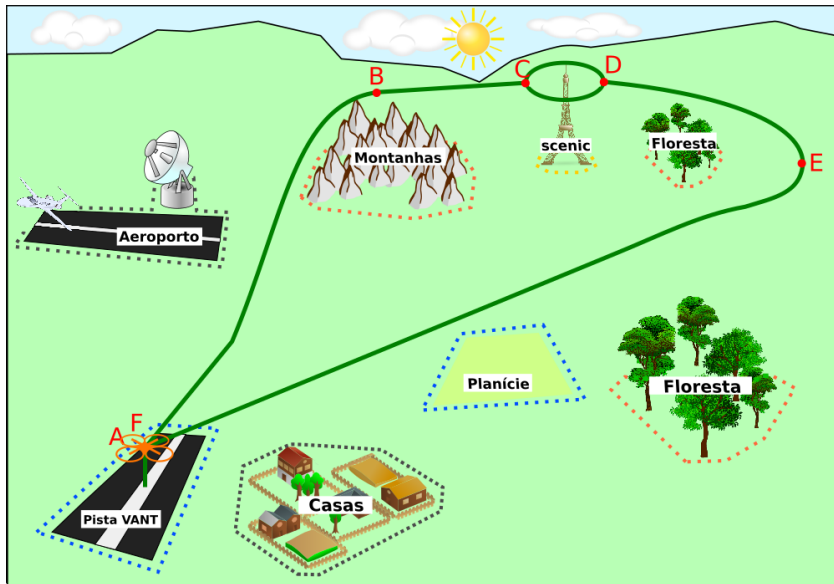 B
C
D
scenic
Floresta
Montanhas
E
Aeroporto
Planície
Floresta
F
A
Casas
Pista VANT